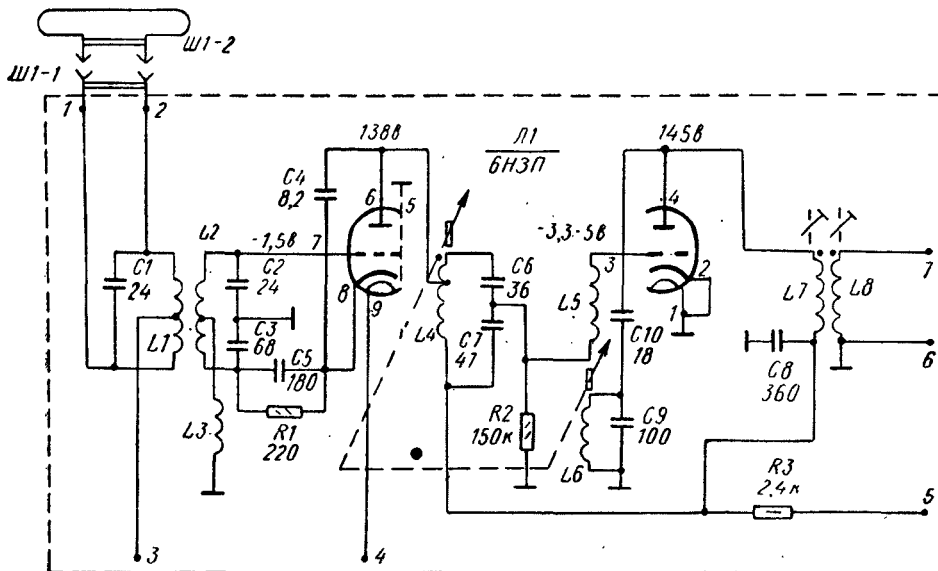 Ш1-2
Ш1-1
1
2
138в
Л1
6Н3П
145в
C4
8,2
6
5
4
C1
24
L2
-1,5в
7
C2
24
8
9
-3,3-5в
3
2
1
C6
36
L5
L7
L8
7
L1
C3
68
C5
180
L4
C7
47
C10
18
C8
360
6
L3
R1
220
R2
150к
L6
C9
100
R3
2,4к
5
3
4